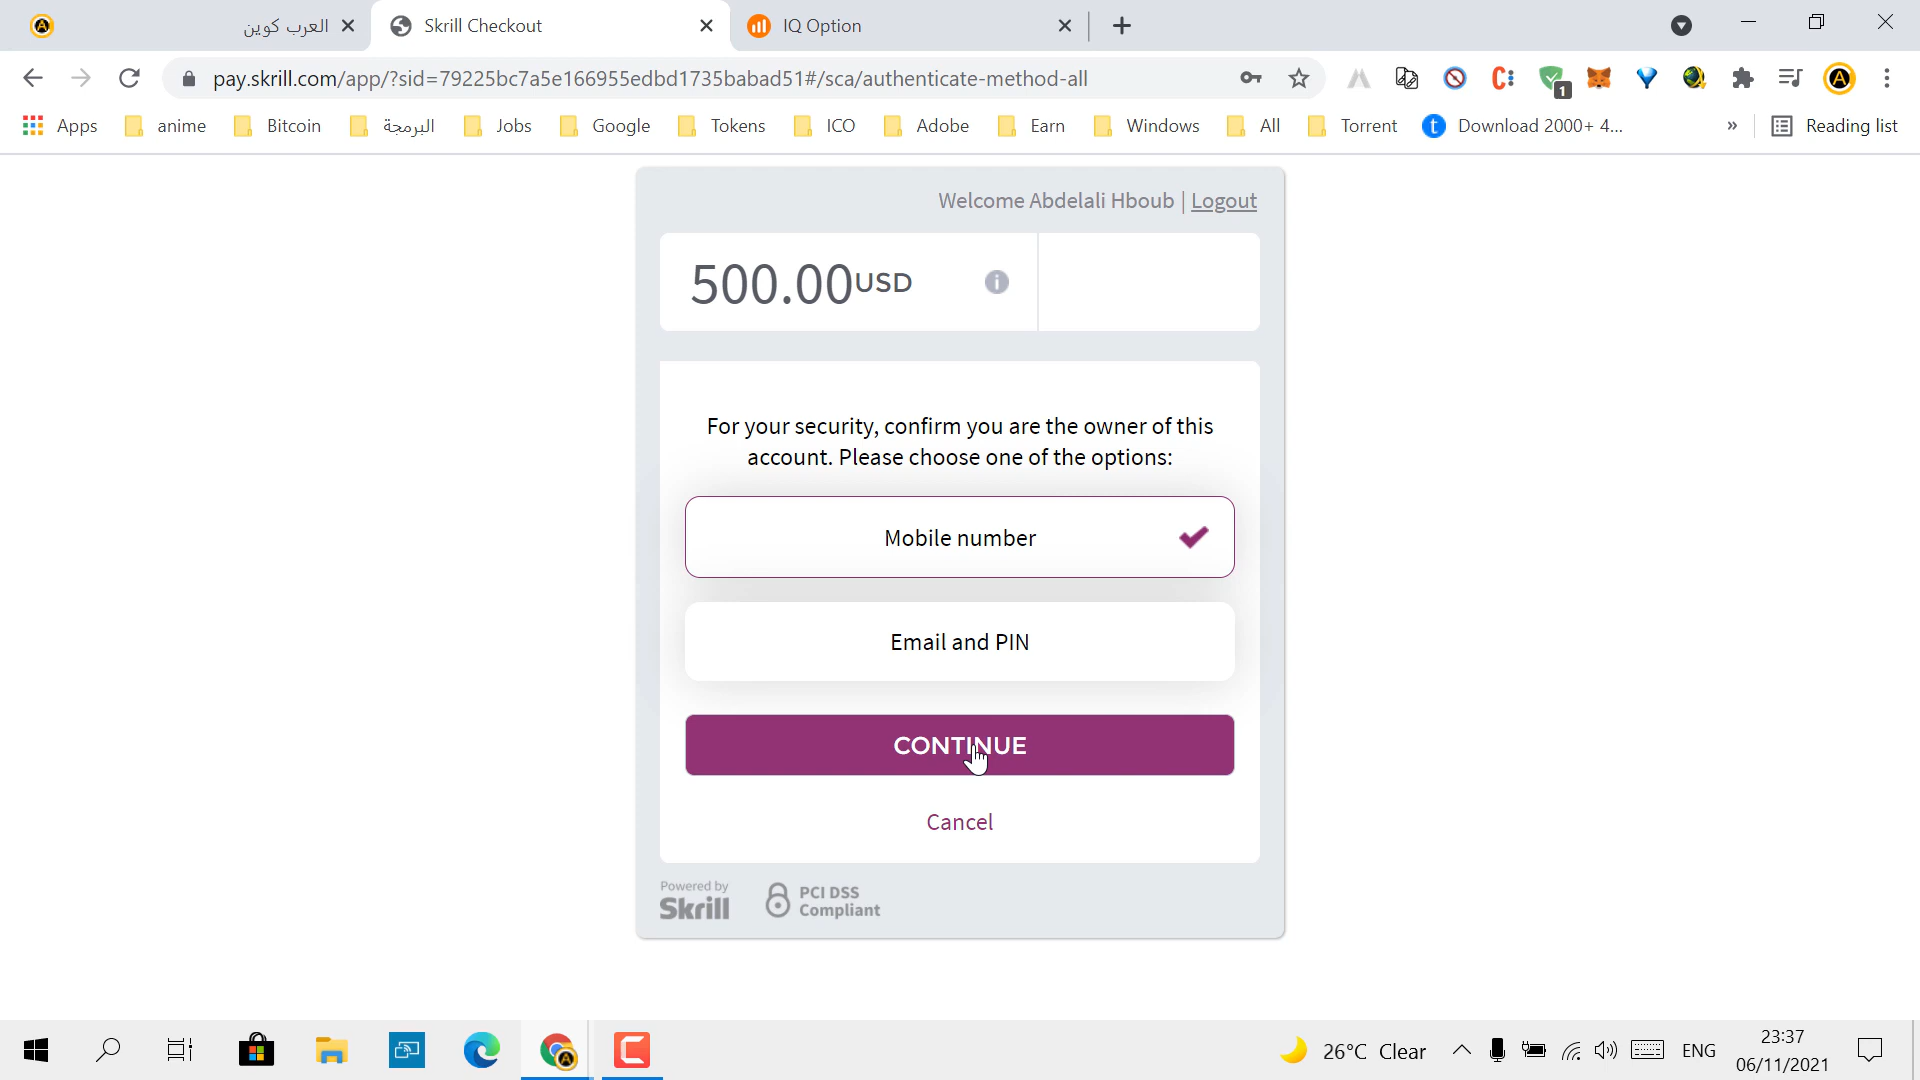 العرب كوين
Skrill Checkout
IQ Option
pay.skrill.com/app/?sid=79225bc7a5e166955edbd1735babad51#/sca/authenticate-method-all
1
Apps
anime
Bitcoin
البرمجة
Jobs
Google
Tokens
ICO
Adobe
Earn
Windows
All
Torrent
Download 2000+ 4...
»
Reading list
Welcome Abdelali Hboub | Logout
500.00USD
For your security, confirm you are the owner of this
account. Please choose one of the options:
Mobile number
Email and PIN
CONTINUE
Cancel
Powered by
Skrill
PCI DSS
Compliant
26°C Clear
ENG
23:37
06/11/2021